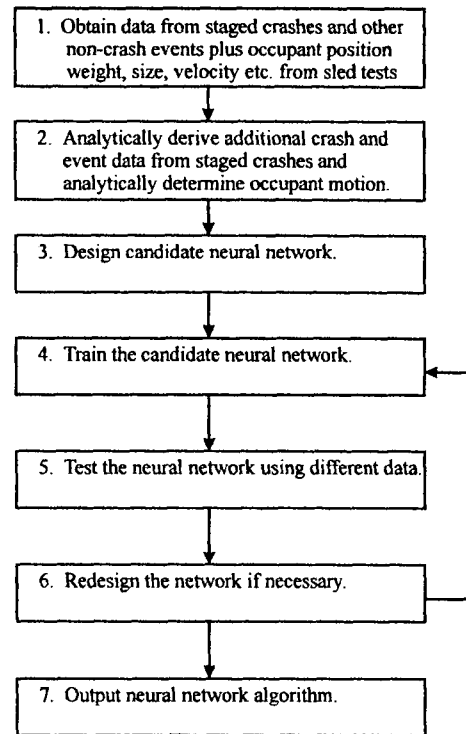 1. Obtain data from staged crashes and other
non-crash events plus occupant position
weight, size, velocity etc. from sled tests
2. Analytically derive additional crash and
event data from staged crashes and
analytically determine occupant motion.
3. Design candidate neural network.
4. Train the candidate neural network.
5. Test the neural network using different data.
6. Redesign the network if necessary.
7. Output neural network algorithm.